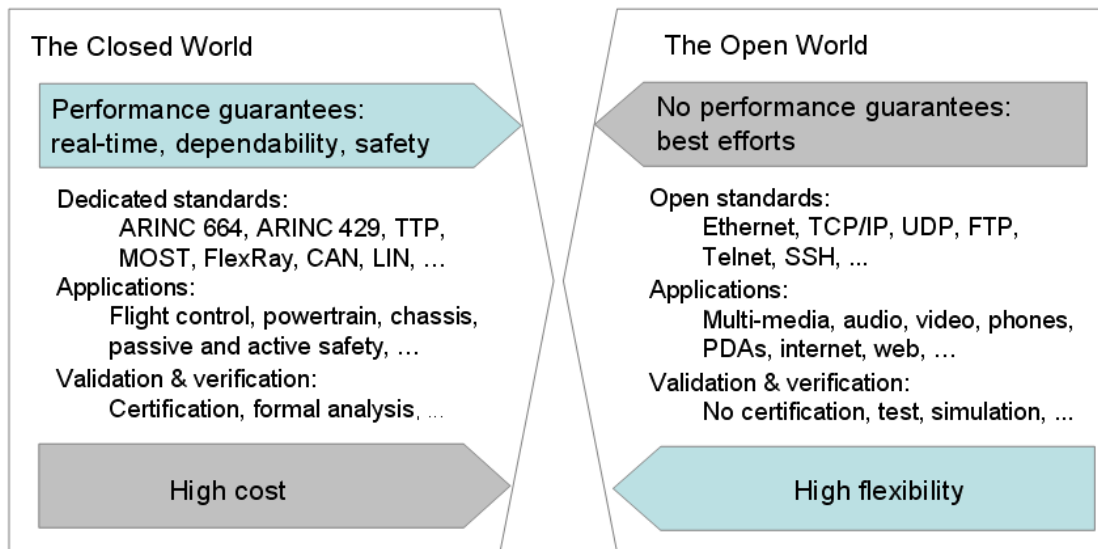 The Closed World
Performance guarantees:
real-time, dependability, safety
Dedicated standards:
ARINC 664, ARINC 429, TTP,
MOST, FlexRay, CAN, LIN, …
Applications:
Flight control, powertrain, chassis,
passive and active safety, …
Validation & verification:
Certification, formal analysis, ...
High cost
The Open World
No performance guarantees:
best efforts
Open standards:
Ethernet, TCP/IP, UDP, FTP,
Telnet, SSH, ...
Applications:
Multi-media, audio, video, phones,
PDAs, internet, web, …
Validation & verification:
No certification, test, simulation, ...
High flexibility